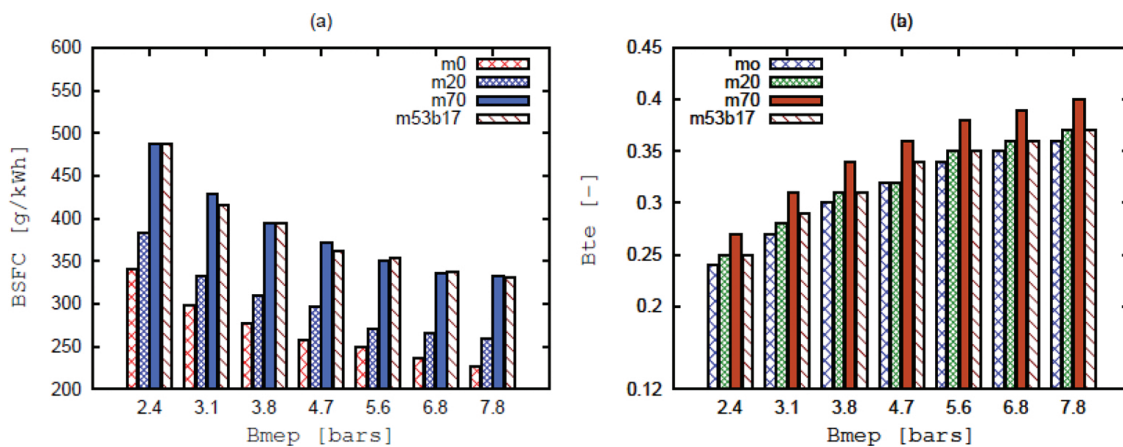 (a)
600
550
500
450
400
350
300
250
200
BSFC [g/kWh]
m0
m20
m70
m53b17
2.4 3.1 3.8 4.7 5.6 6.8 7.8
Bmep [bars]
(b)
0.45
0.4
0.35
0.3
0.25
0.2
0.12
Bte [-]
mo
m20
m70
m53b17
2.4 3.1 3.8 4.7 5.6 6.8 7.8
Bmep [bars]